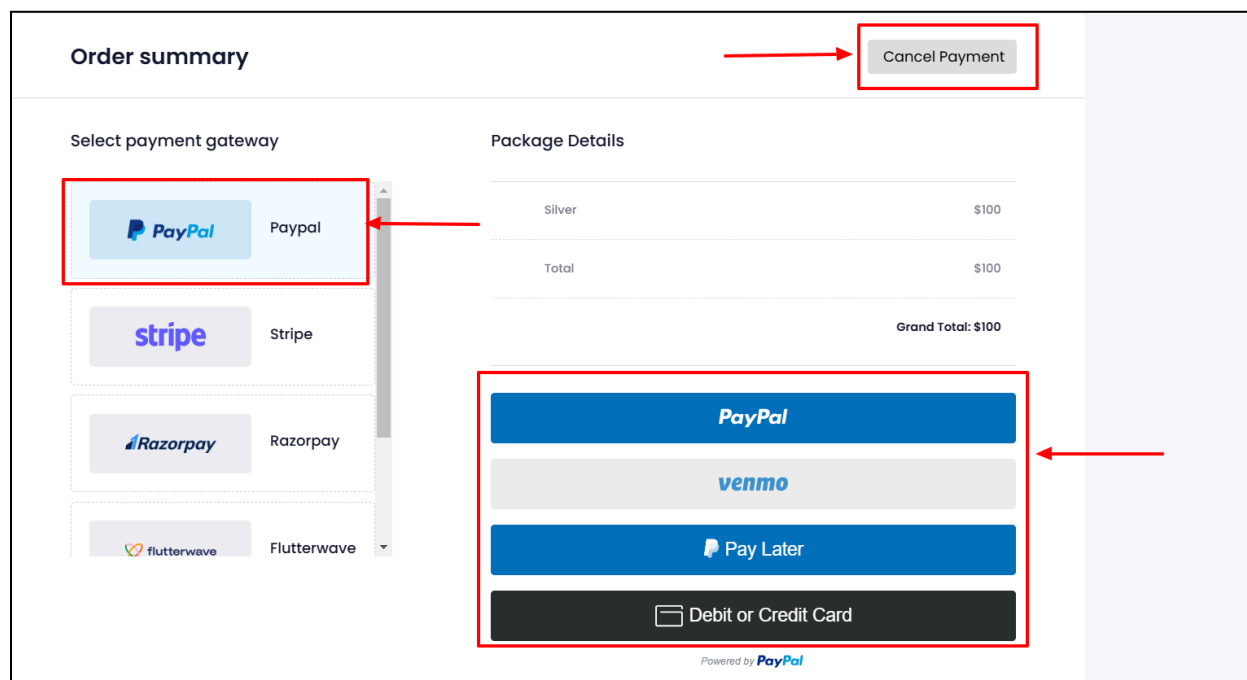 Order summary
Cancel Payment
Select payment gateway
PayPal
Paypal
stripe
Stripe
Razorpay
Razorpay
flutterwave
Flutterwave
Package Details
Silver $100
Total $100
Grand Total: $100
PayPal
venmo
Pay Later
Debit or Credit Card
Powered by PayPal